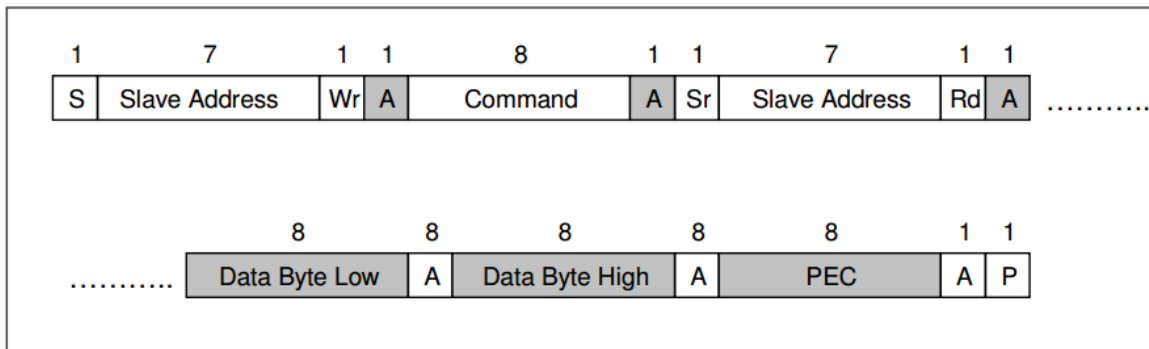 1 7 1 1 8 1 1 7 1 1
S Slave Address Wr A Command A Sr Slave Address Rd A ...........
8 8 8 8 8 1 1
........... Data Byte Low A Data Byte High A PEC A P